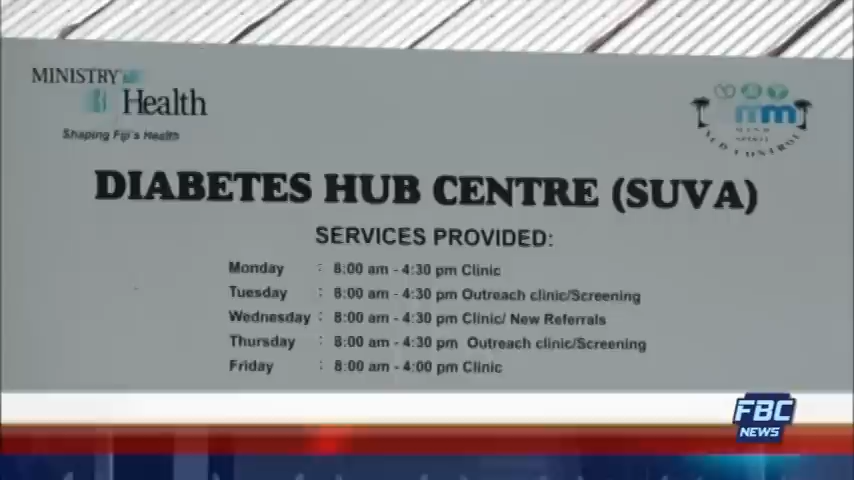 MINISTRY
Health
Shaping Fiji's Health
mm
NCD CONTROL
DIABETES HUB CENTRE (SUVA)
SERVICES PROVIDED:
Monday : 8:00 am - 4:30 pm Clinic
Tuesday : 8:00 am - 4:30 pm Outreach clinic/Screening
Wednesday : 8:00 am - 4:30 pm Clinic/ New Referrals
Thursday : 8:00 am - 4:30 pm Outreach clinic/Screening
Friday : 8:00 am - 4:00 pm Clinic
FBC
NEWS